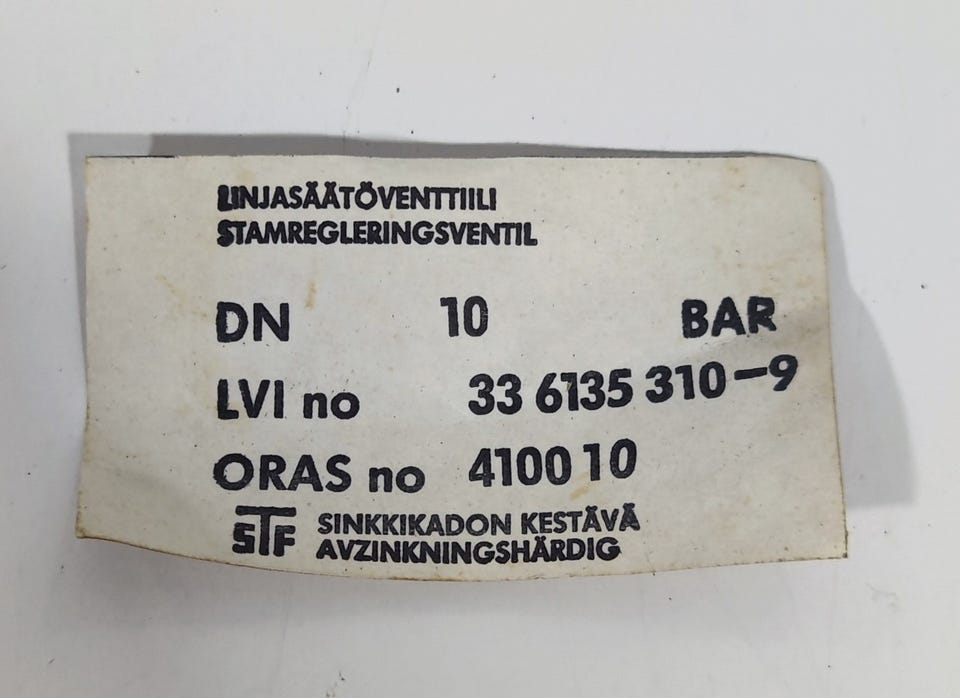 LINJASÄÄTÖVENTTIILI
STAMREGLERINGSVENTIL
DN 10 BAR
LVI no 33 6135 310-9
ORAS no 4100 10
STF SINKKIKADON KESTÄVÄ
AVZINKNINGSHÄRDIG